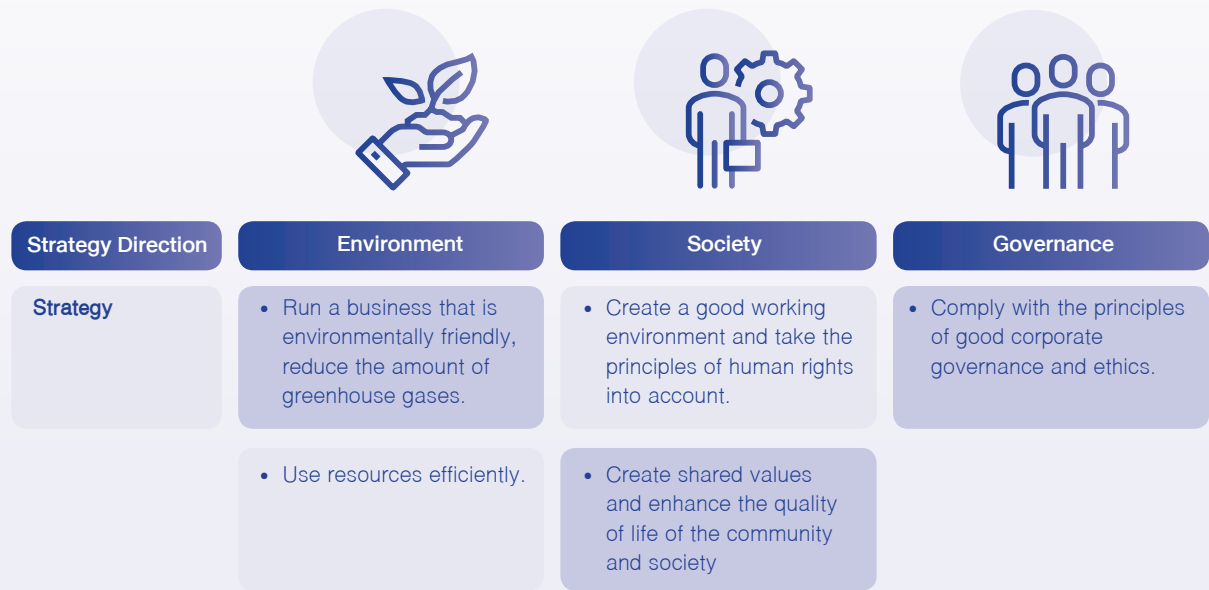 Strategy Direction
Environment
Society
Governance
Strategy
• Run a business that is
environmentally friendly,
reduce the amount of
greenhouse gases.
• Create a good working
environment and take the
principles of human rights
into account.
• Comply with the principles
of good corporate
governance and ethics.
• Use resources efficiently.
• Create shared values
and enhance the quality
of life of the community
and society